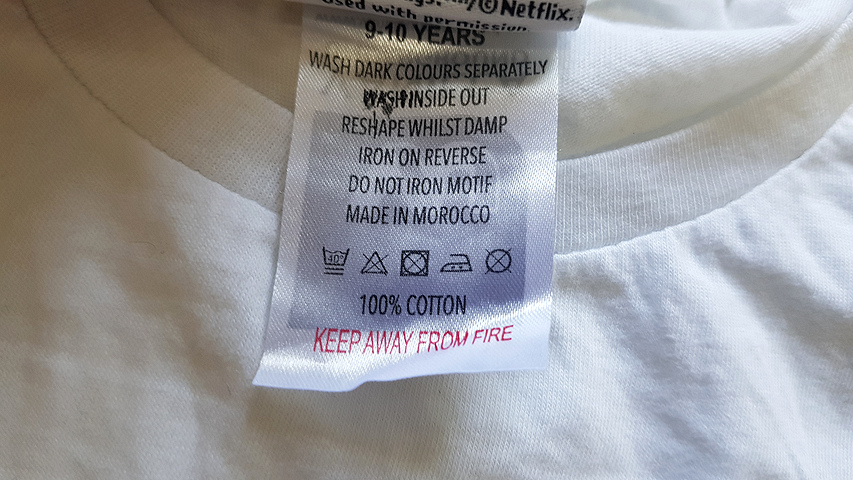 ©Netflix.
used with permission.
9-10 YEARS
WASH DARK COLOURS SEPARATELY
WASH INSIDE OUT
RESHAPE WHILST DAMP
IRON ON REVERSE
DO NOT IRON MOTIF
MADE IN MOROCCO
40°
100% COTTON
KEEP AWAY FROM FIRE